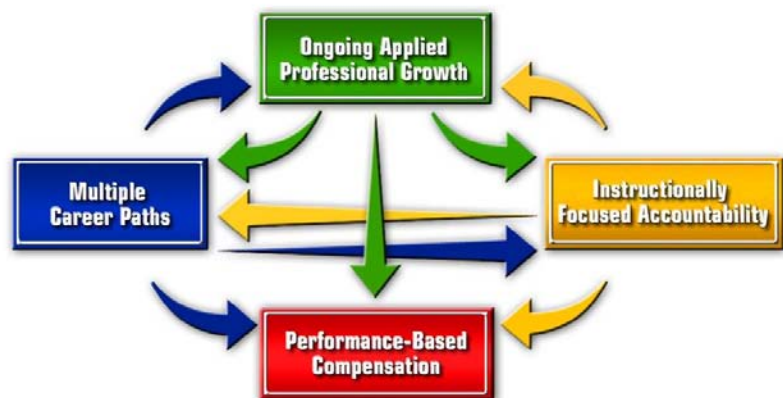 Ongoing Applied
Professional Growth
Multiple
Career Paths
Instructionally
Focused Accountability
Performance-Based
Compensation